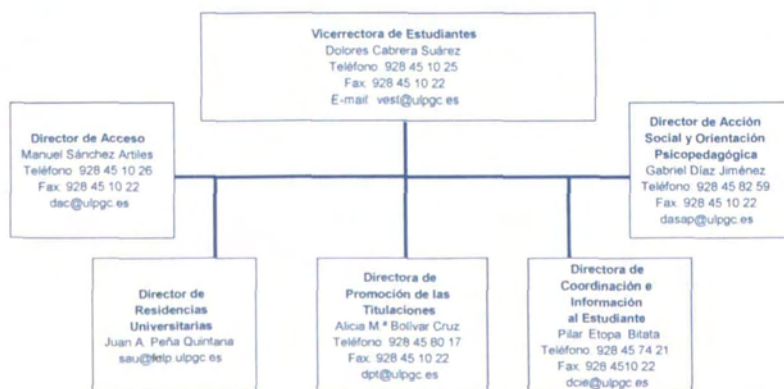 Vicerrectora de Estudiantes
Dolores Cabrera Suárez
Teléfono 928 45 10 25
Fax 928 45 10 22
E-mail vest@ulpgc.es
Director de Acceso
Manuel Sánchez Artiles
Teléfono 928 45 10 26
Fax 928 45 10 22
dac@ulpgc.es
Director de Acción
Social y Orientación
Psicopedagógica
Gabriel Díaz Jiménez
Teléfono 928 45 82 59
Fax 928 45 10 22
dasap@ulpgc.es
Director de
Residencias
Universitarias
Juan A. Peña Quintana
sau@felp.ulpgc.es
Directora de
Promoción de las
Titulaciones
Alicia M.ª Bolívar Cruz
Teléfono 928 45 80 17
Fax 928 45 10 22
dpt@ulpgc.es
Directora de
Coordinación e
Información
al Estudiante
Pilar Etopa Bitata
Teléfono 928 45 74 21
Fax 928 4510 22
dcie@ulpgc.es